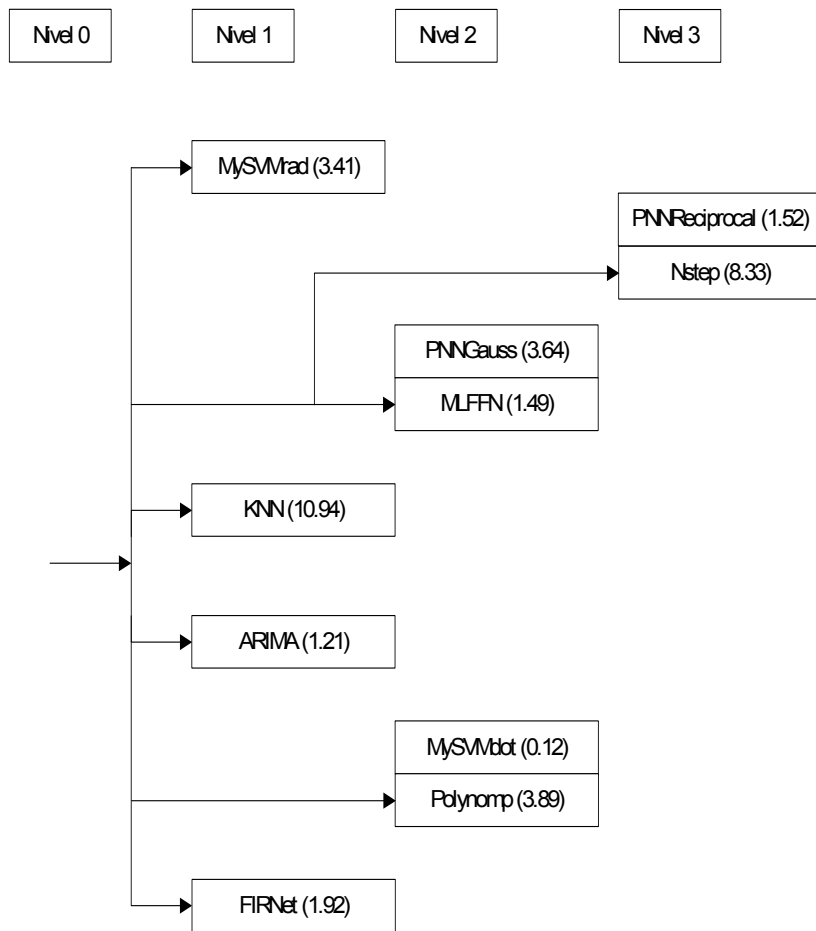 Nivel 0
Nivel 1
Nivel 2
Nivel 3
MySVMrad (3.41)
PNNReciprocal (1.52)
Nstep (8.33)
PNNGauss (3.64)
MLFFN (1.49)
KNN (10.94)
ARIMA (1.21)
MySVMdot (0.12)
Polynomp (3.89)
FIRNet (1.92)